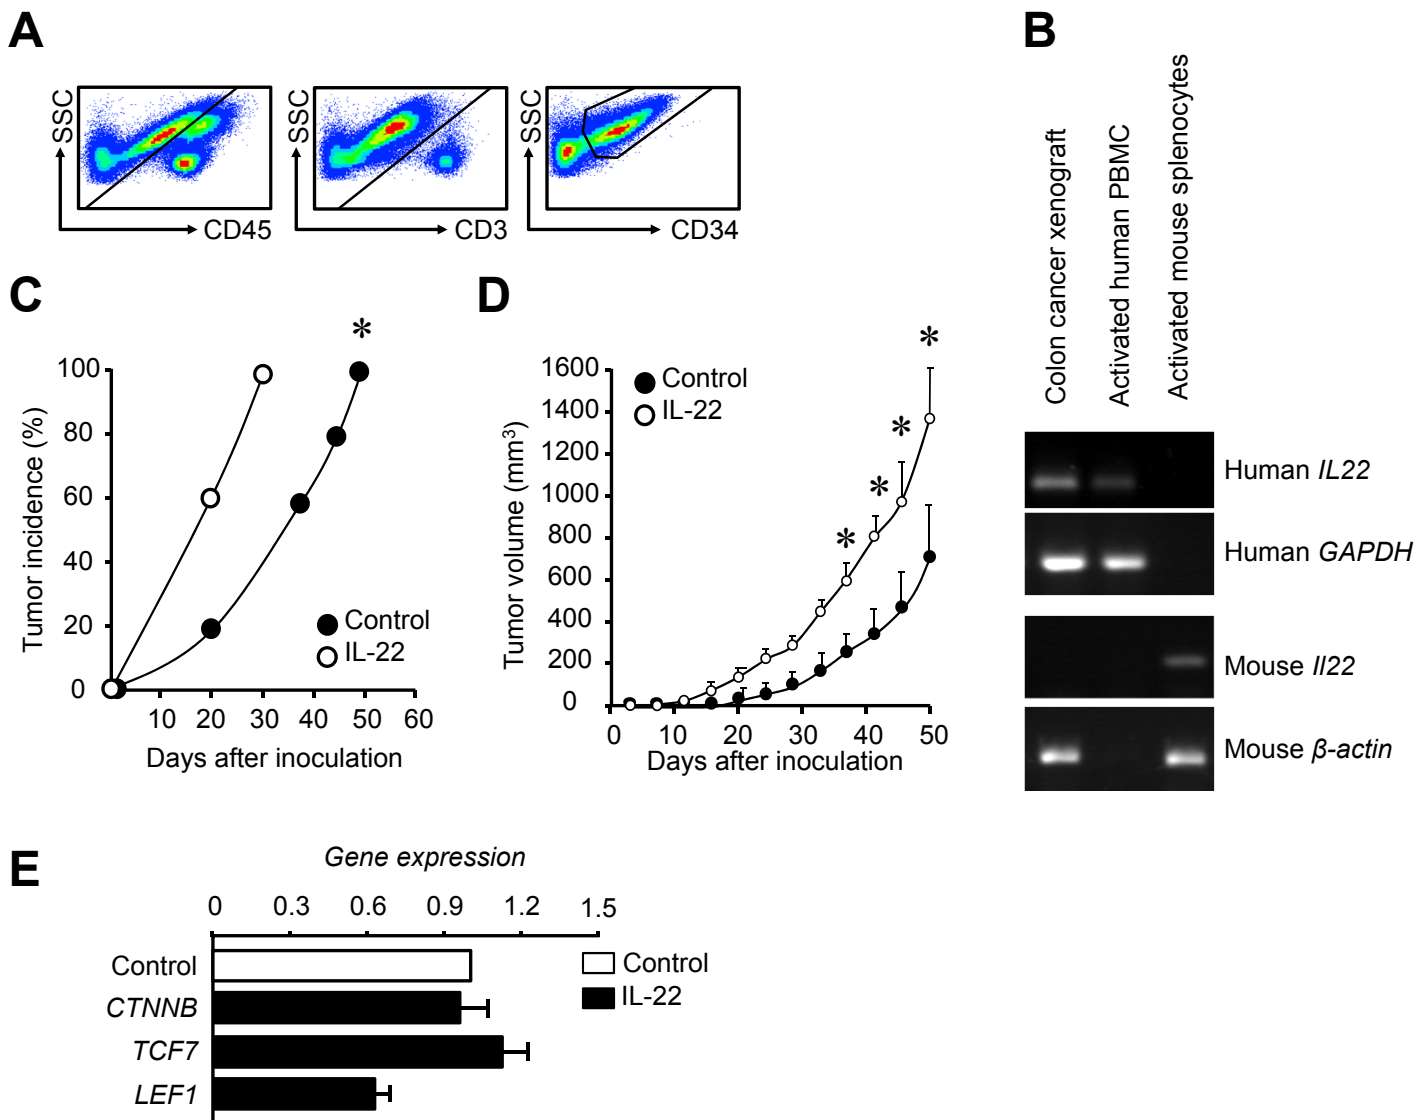 A
SSC
CD45
SSC
CD3
SSC
CD34
B
Colon cancer xenograft
Activated human PBMC
Activated mouse splenocytes
Human IL22
Human GAPDH
Mouse Il22
Mouse β-actin
C
*
Tumor incidence (%)
100
80
60
40
20
0
10 20 30 40 50 60
Days after inoculation
Control
IL-22
D
* * * *
Tumor volume (mm³)
1600
1400
1200
1000
800
600
400
200
0
0 10 20 30 40 50
Days after inoculation
Control
IL-22
E
Gene expression
0 0.3 0.6 0.9 1.2 1.5
Control
CTNNB
TCF7
LEF1
Control
IL-22